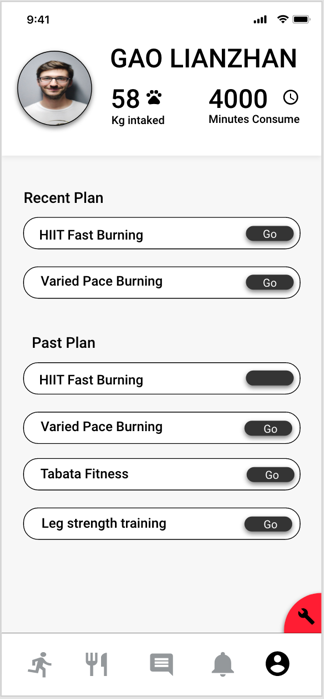 9:41
GAO LIANZHAN
58 4000
Kg intaked Minutes Consume
Recent Plan
HIIT Fast Burning Go
Varied Pace Burning Go
Past Plan
HIIT Fast Burning
Varied Pace Burning Go
Tabata Fitness Go
Leg strength training Go